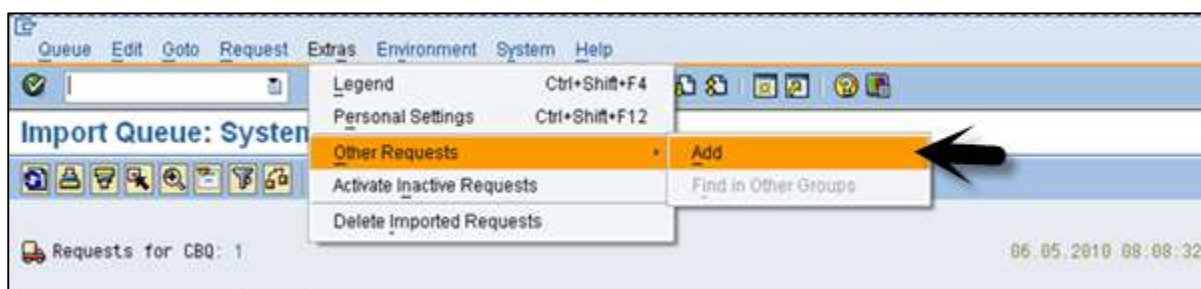 Queue Edit Goto Request Extras Environment System Help
Legend Ctrl+Shift+F4
Personal Settings Ctrl+Shift+F12
Import Queue: System
Other Requests Add
Activate Inactive Requests Find in Other Groups
Delete Imported Requests
Requests for CBQ: 1 06.05.2010 08:08:32